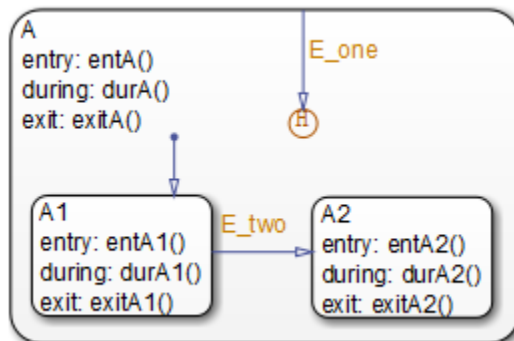 A
entry: entA()
during: durA()
exit: exitA()
E_one
H
A1
entry: entA1()
during: durA1()
exit: exitA1()
E_two
A2
entry: entA2()
during: durA2()
exit: exitA2()